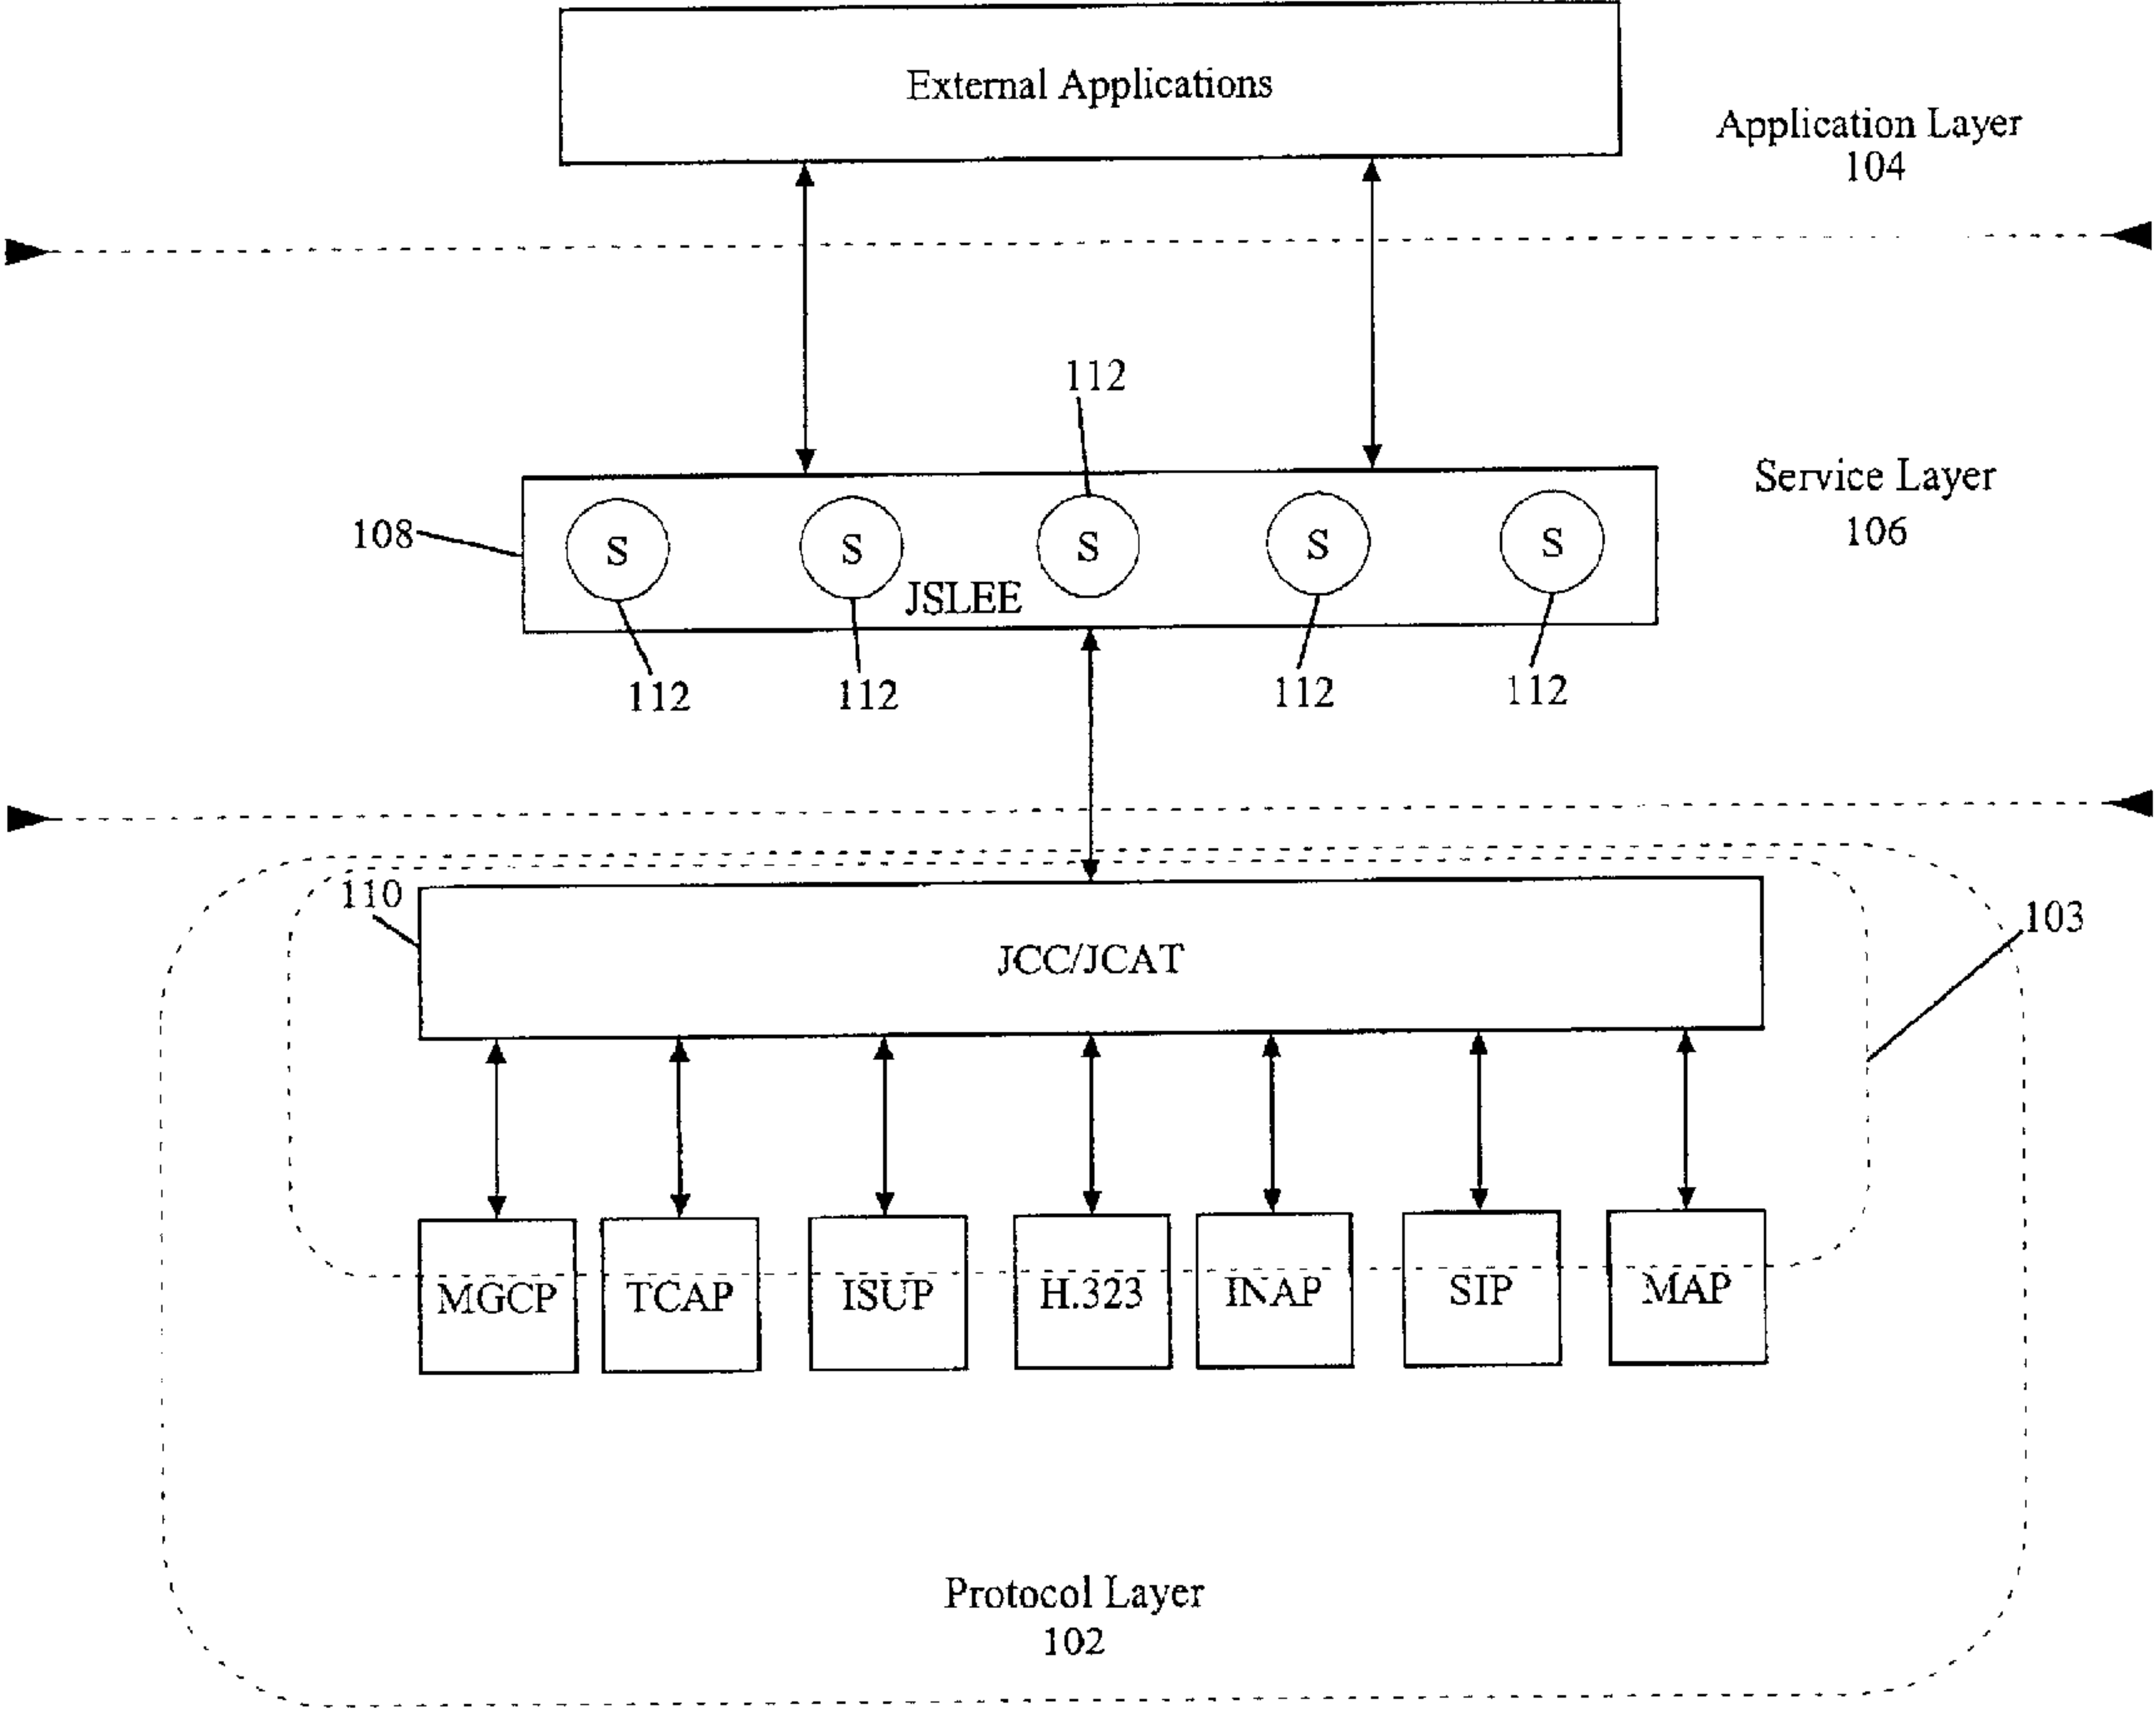 External Applications
Application Layer
104
112
Service Layer
106
108
S S S S S
JSLEE
112 112 112 112
110
103
JCC/JCAT
MGCP TCAP ISUP H.323 INAP SIP MAP
Protocol Layer
102